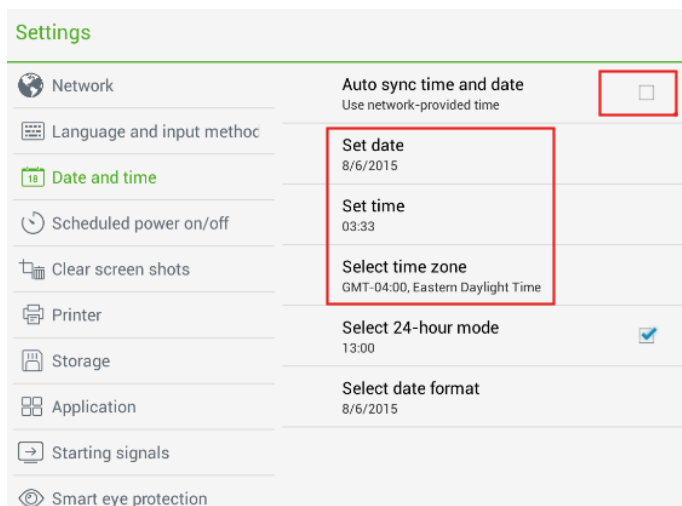 Settings
Network
Language and input method
18
Date and time
Scheduled power on/off
Clear screen shots
Printer
Storage
Application
Starting signals
Smart eye protection
Auto sync time and date
Use network-provided time
Set date
8/6/2015
Set time
03:33
Select time zone
GMT-04:00, Eastern Daylight Time
Select 24-hour mode
13:00
Select date format
8/6/2015